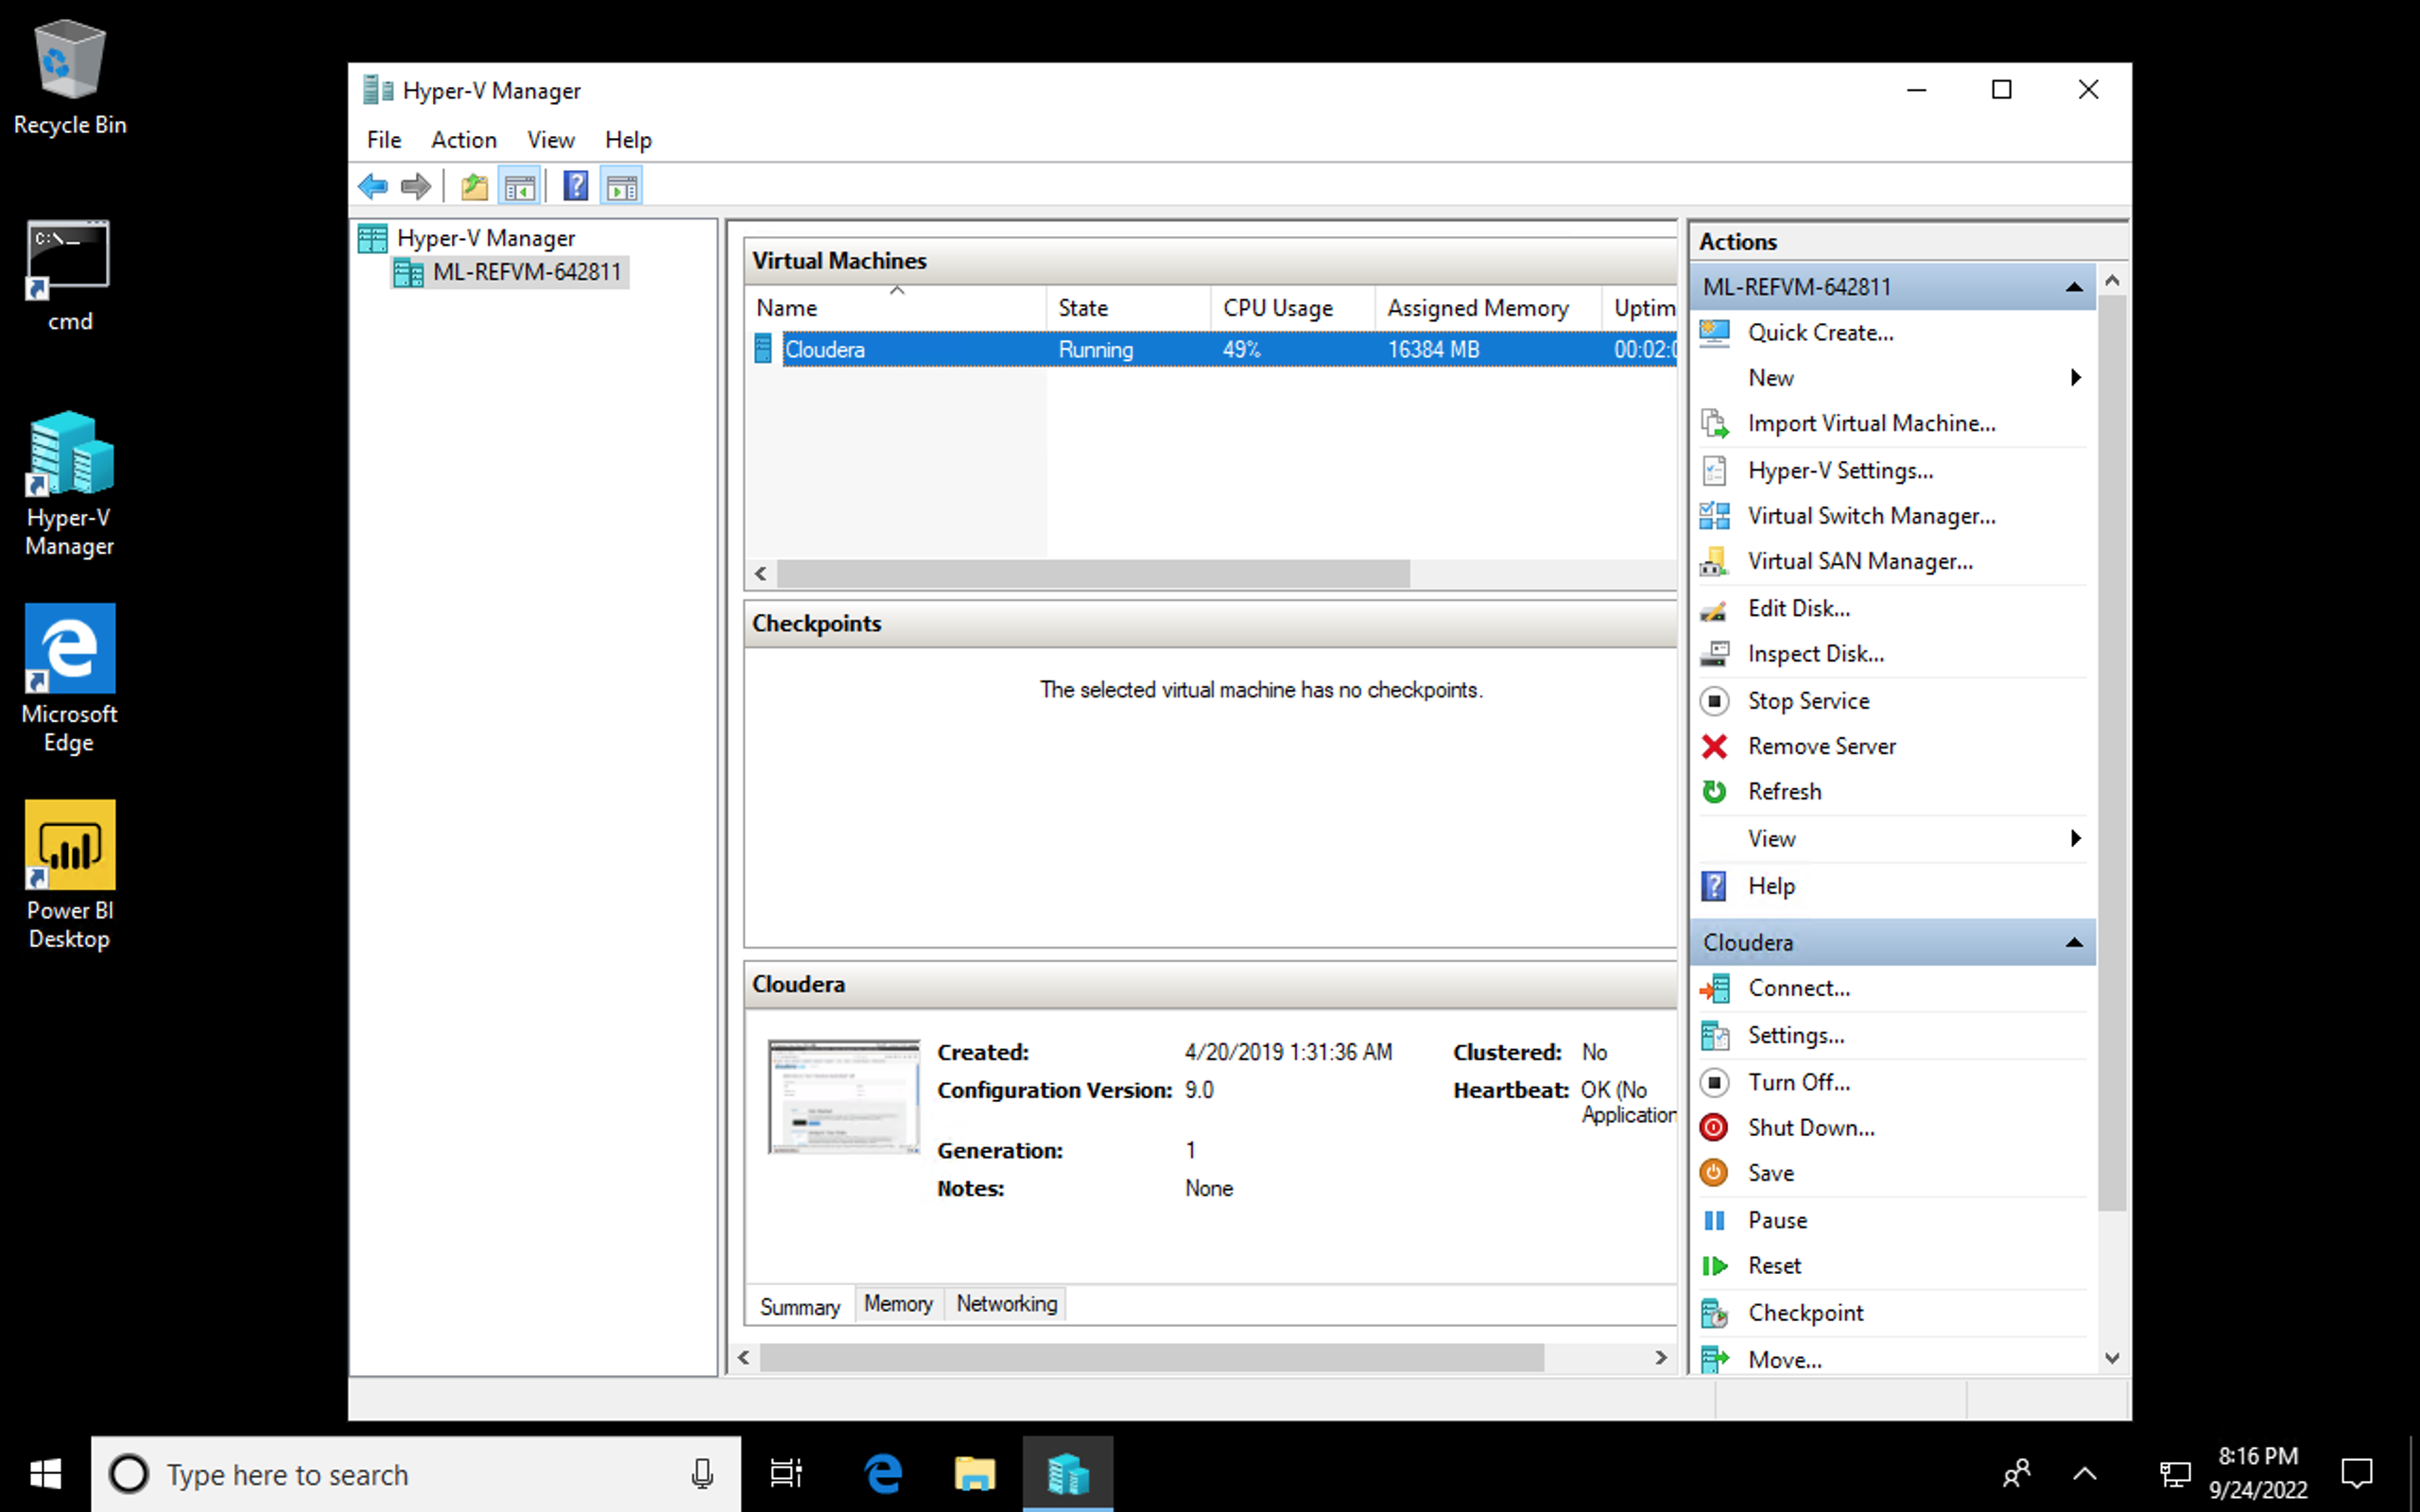 Recycle Bin
cmd
Hyper-V
Manager
Microsoft
Edge
Power BI
Desktop
Hyper-V Manager
File Action View Help
Hyper-V Manager
ML-REFVM-642811
Virtual Machines
Name State CPU Usage Assigned Memory Uptim
Cloudera Running 49% 16384 MB 00:02:0
Checkpoints
The selected virtual machine has no checkpoints.
Cloudera
Created: 4/20/2019 1:31:36 AM Clustered: No
Configuration Version: 9.0 Heartbeat: OK (No
Application
Generation: 1
Notes: None
Summary Memory Networking
Actions
ML-REFVM-642811
Quick Create...
New
Import Virtual Machine...
Hyper-V Settings...
Virtual Switch Manager...
Virtual SAN Manager...
Edit Disk...
Inspect Disk...
Stop Service
Remove Server
Refresh
View
Help
Cloudera
Connect...
Settings...
Turn Off...
Shut Down...
Save
Pause
Reset
Checkpoint
Move...
Type here to search
8:16 PM
9/24/2022